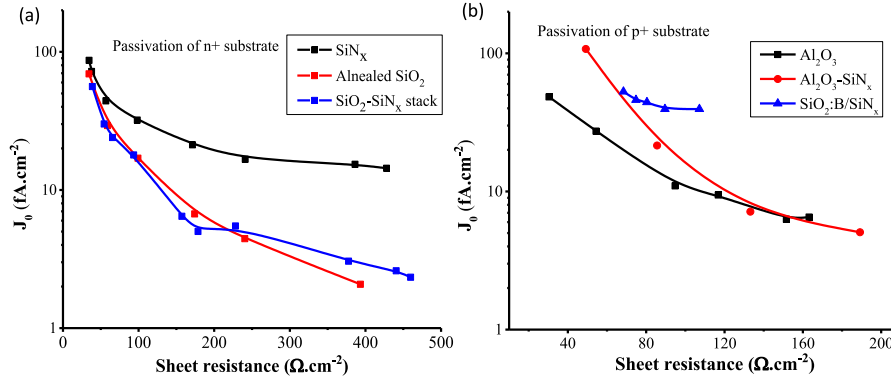 (a)
Passivation of n+ substrate
SiNₓ
Alnealed SiO₂
SiO₂-SiNₓ stack
100
10
1
J₀ (fA.cm⁻²)
0 100 200 300 400 500
Sheet resistance (Ω.cm⁻²)
(b)
Passivation of p+ substrate
Al₂O₃
Al₂O₃-SiNₓ
SiO₂:B/SiNₓ
100
10
1
J₀ (fA.cm⁻²)
40 80 120 160 200
Sheet resistance (Ω.cm⁻²)